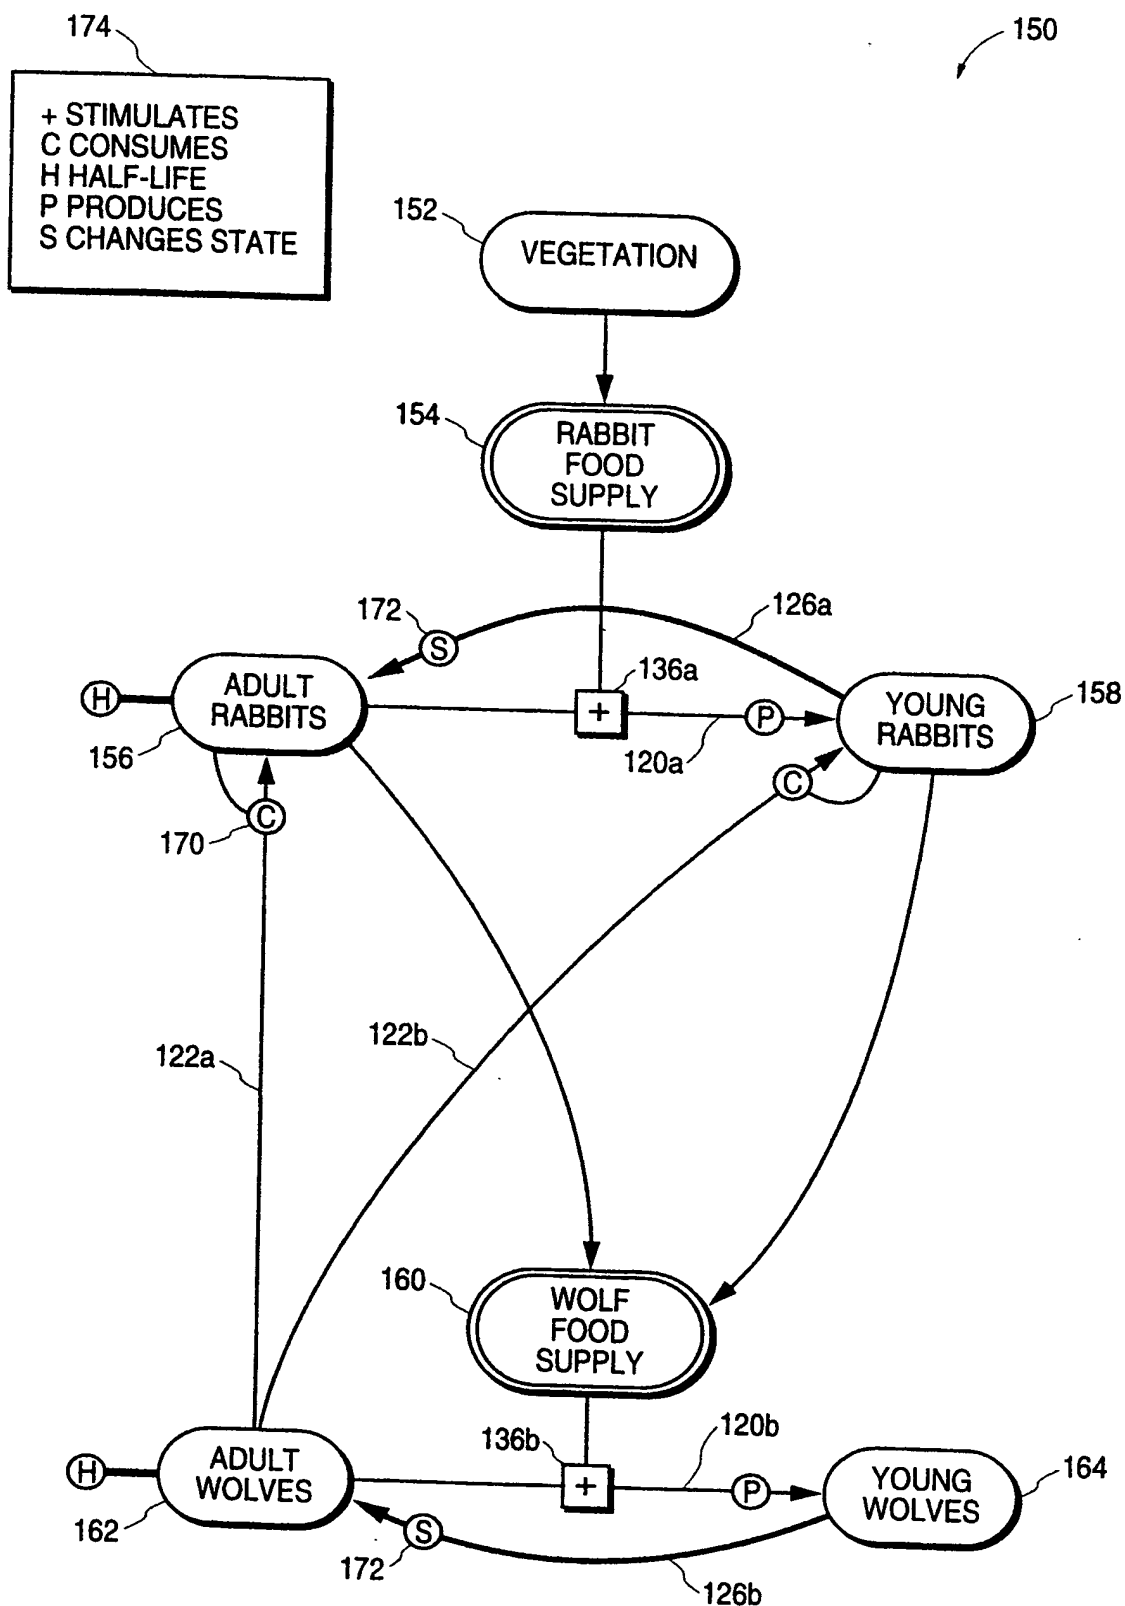 174
150
+ STIMULATES
C CONSUMES
H HALF-LIFE
P PRODUCES
S CHANGES STATE
152
VEGETATION
154
RABBIT
FOOD
SUPPLY
172
126a
S
136a
H
ADULT
RABBITS
+
P
YOUNG
RABBITS
158
156
120a
C
C
170
122b
122a
160
WOLF
FOOD
SUPPLY
136b
120b
H
ADULT
WOLVES
+
P
YOUNG
WOLVES
164
162
S
172
126b